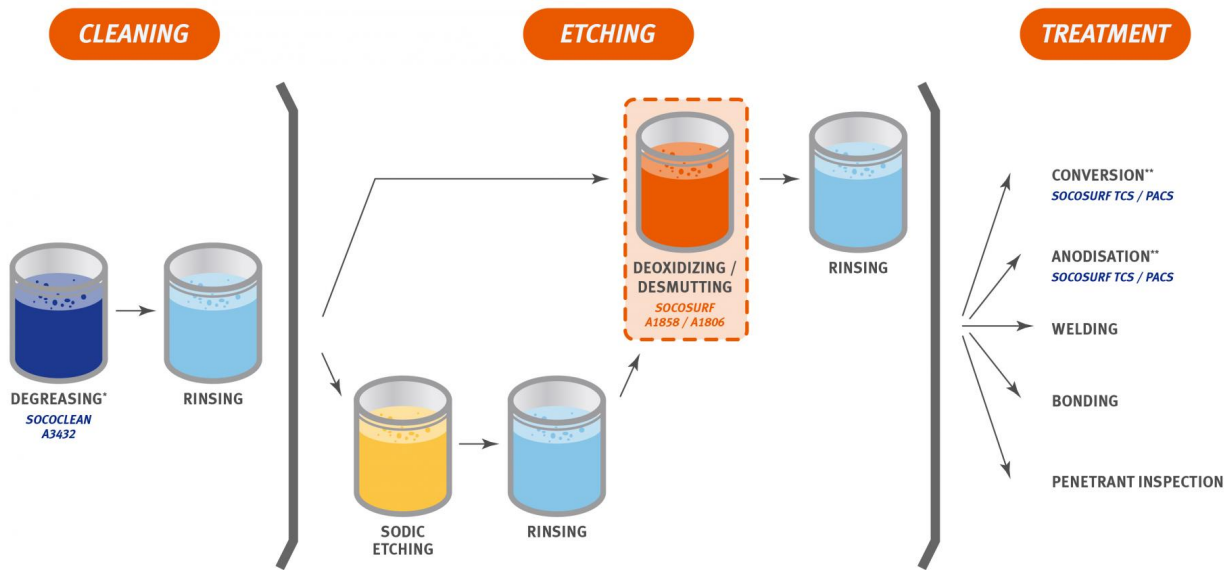 CLEANING
ETCHING
TREATMENT
DEGREASING*
SOCOCLEAN
A3432
RINSING
SODIC
ETCHING
RINSING
DEOXIDIZING /
DESMUTTING
SOCOSURF
A1858 / A1806
RINSING
CONVERSION**
SOCOSURF TCS / PACS
ANODISATION**
SOCOSURF TCS / PACS
WELDING
BONDING
PENETRANT INSPECTION